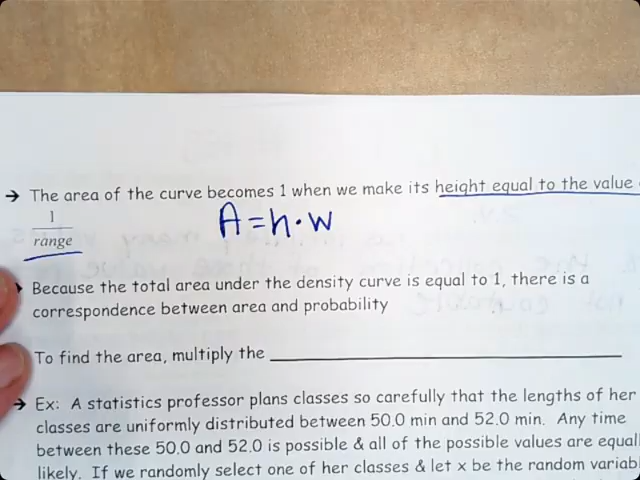 → The area of the curve becomes 1 when we make its height equal to the value
1
range
A = h · w
Because the total area under the density curve is equal to 1, there is a
correspondence between area and probability
To find the area, multiply the
→ Ex: A statistics professor plans classes so carefully that the lengths of her
classes are uniformly distributed between 50.0 min and 52.0 min. Any time
between these 50.0 and 52.0 is possible & all of the possible values are equall
likely. If we randomly select one of her classes & let x be the random variabl